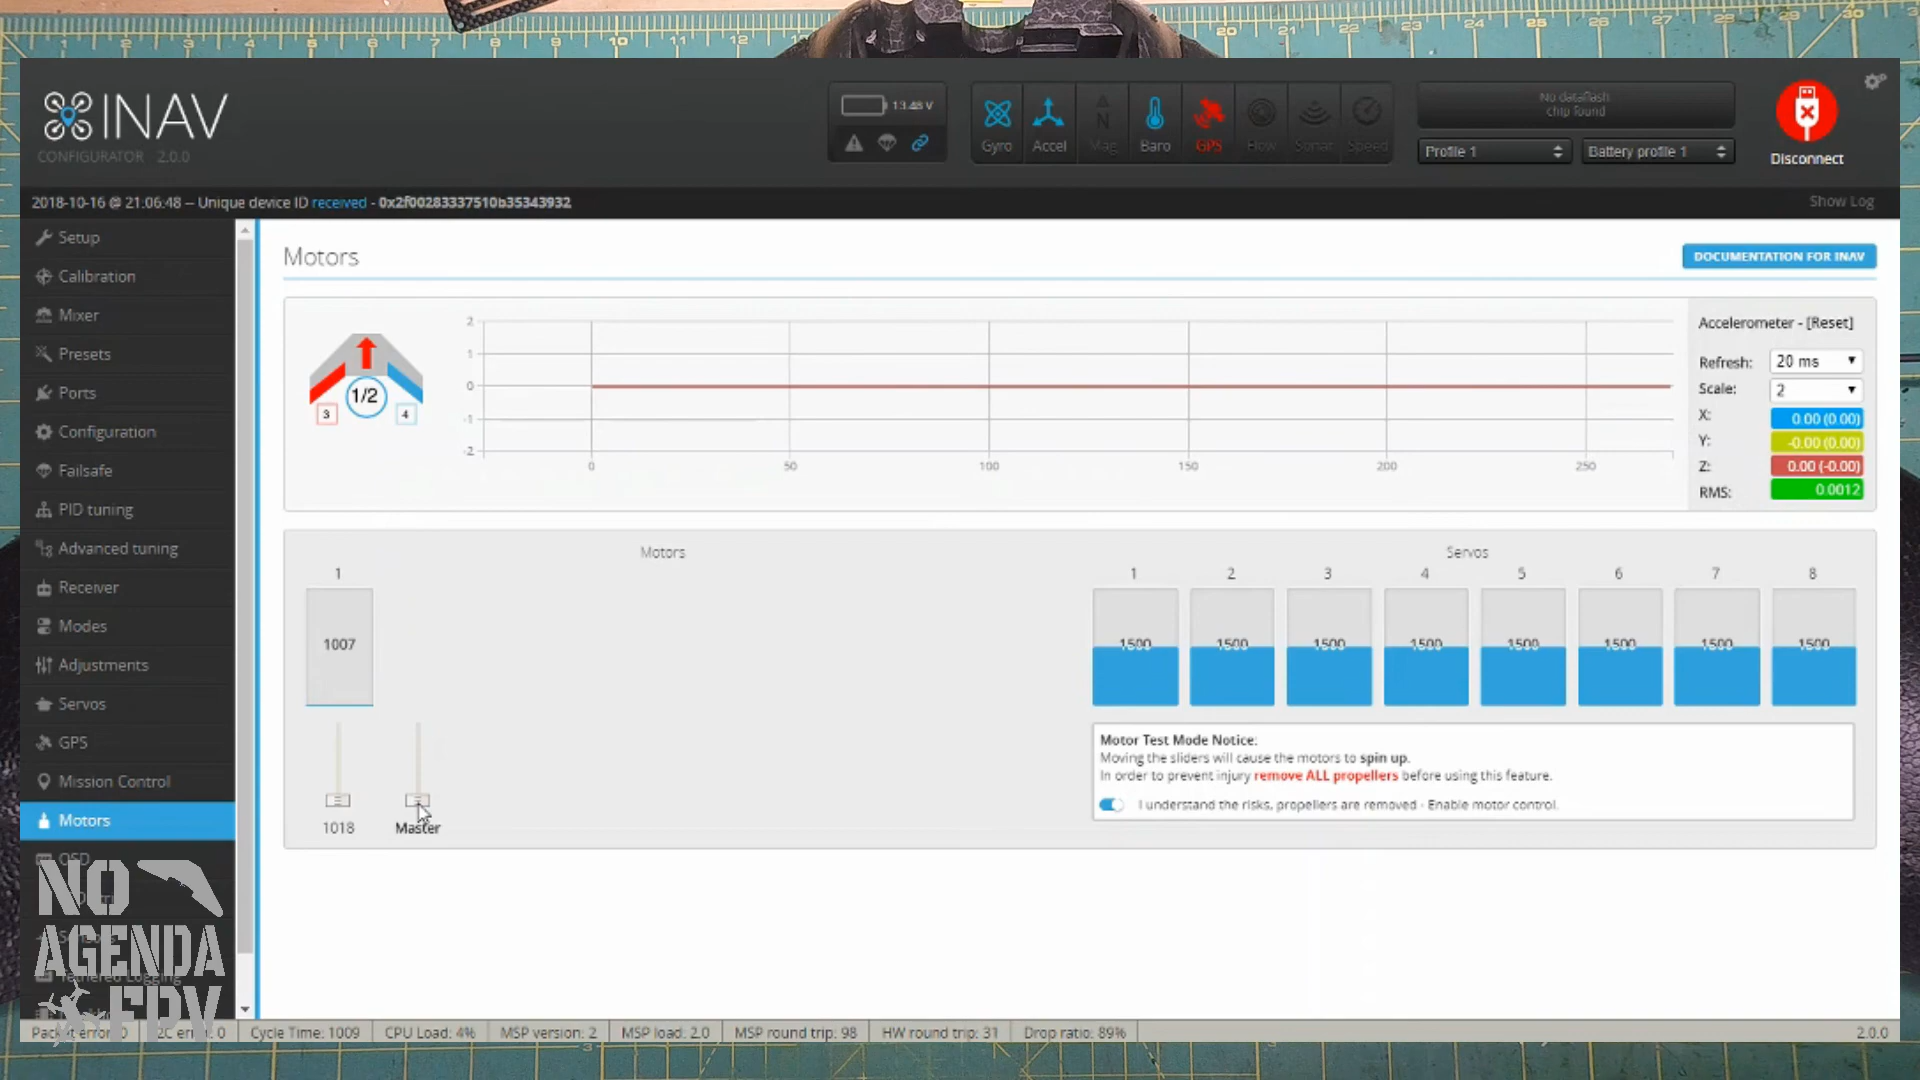 INAV
CONFIGURATOR 2.0.0
13.48 V
Gyro
Accel
Mag
Baro
GPS
Flow
Sonar
Speed
No dataflash
chip found
Profile 1
Battery profile 1
Disconnect
2018-10-16 @ 21:06:48 -- Unique device ID received - 0x2f00283337510b35343932
Show Log
Setup
Calibration
Mixer
Presets
Ports
Configuration
Failsafe
PID tuning
Advanced tuning
Receiver
Modes
Adjustments
Servos
GPS
Mission Control
Motors
OSD
Tethered Logging
NO
AGENDA
FPV
Motors
DOCUMENTATION FOR INAV
1/2
3
4
2
1
0
-1
-2
0
50
100
150
200
250
Accelerometer - [Reset]
Refresh: 20 ms
Scale: 2
X: 0.00 (0.00)
Y: -0.00 (0.00)
Z: 0.00 (-0.00)
RMS: 0.0012
Motors
1
1007
1018
Master
Servos
1 2 3 4 5 6 7 8
1500 1500 1500 1500 1500 1500 1500 1500
Motor Test Mode Notice:
Moving the sliders will cause the motors to spin up.
In order to prevent injury remove ALL propellers before using this feature.
I understand the risks, propellers are removed - Enable motor control.
Packet error: 0
I2C error: 0
Cycle Time: 1009
CPU Load: 4%
MSP version: 2
MSP load: 2.0
MSP round trip: 98
HW round trip: 31
Drop ratio: 89%
2.0.0